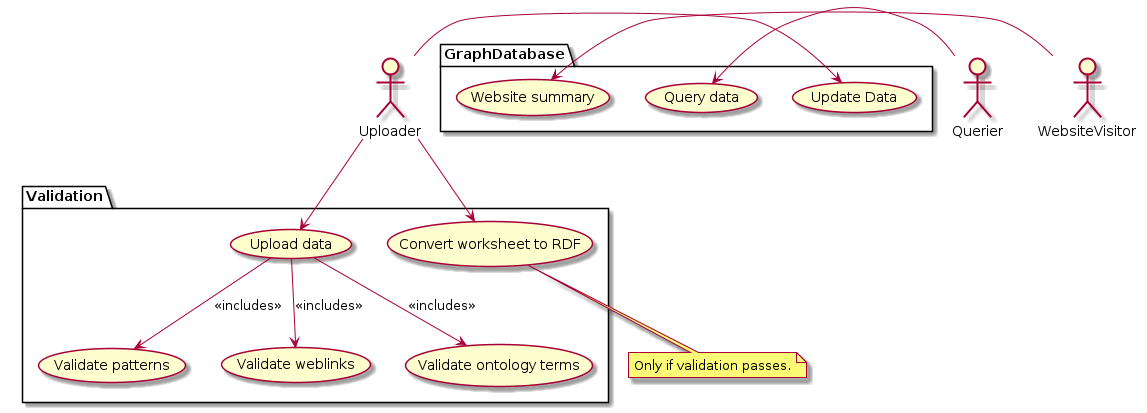 GraphDatabase
Website summary
Query data
Update Data
Uploader
Querier
WebsiteVisitor
Validation
Upload data
Convert worksheet to RDF
«includes»
«includes»
«includes»
Validate patterns
Validate weblinks
Validate ontology terms
Only if validation passes.